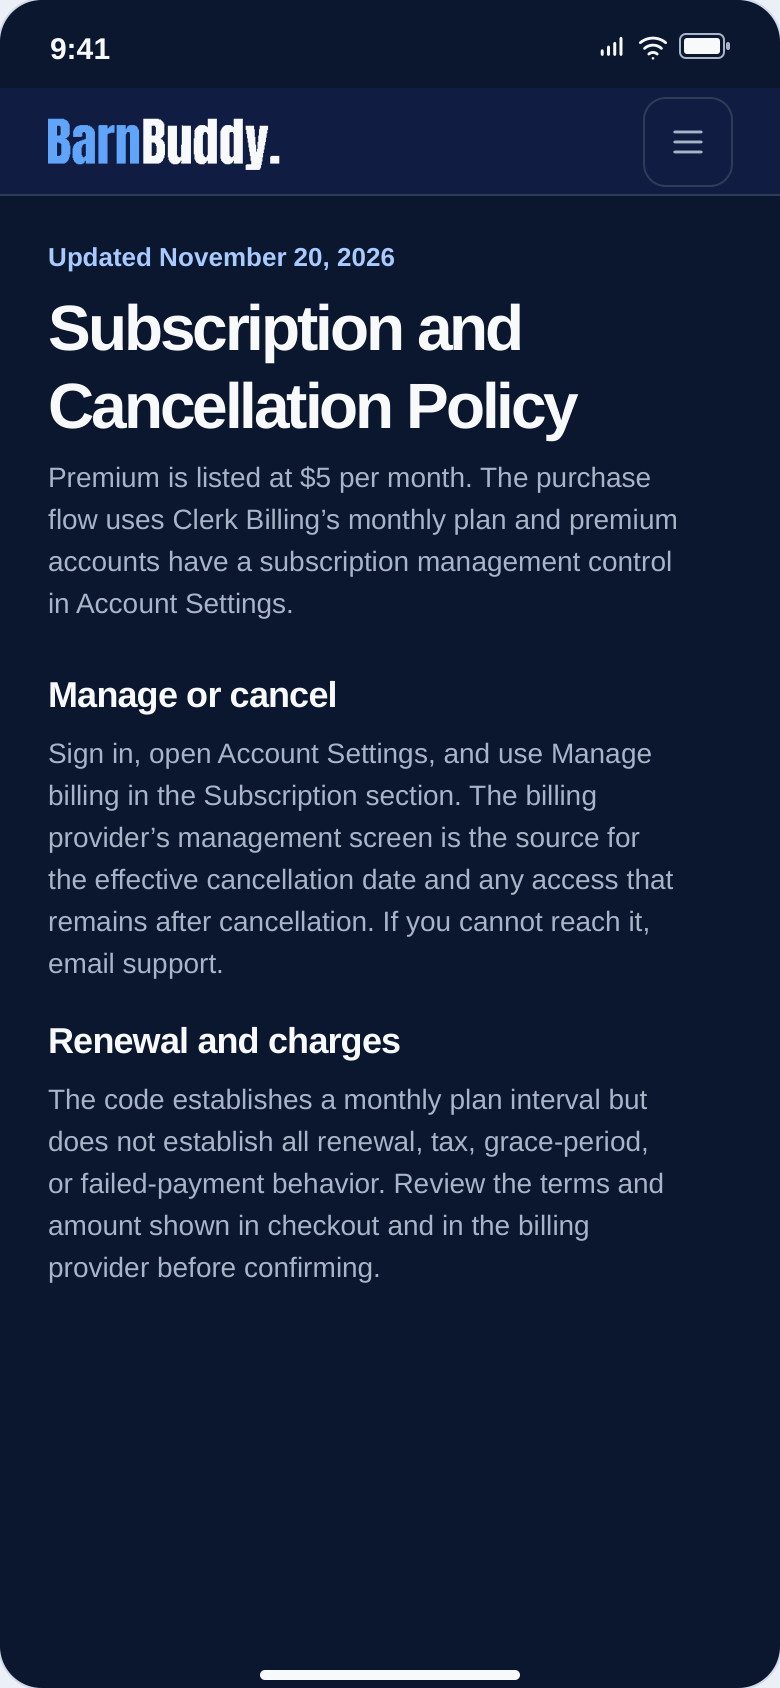 9:41
BarnBuddy.
Updated November 20, 2026
Subscription and
Cancellation Policy
Premium is listed at $5 per month. The purchase
flow uses Clerk Billing’s monthly plan and premium
accounts have a subscription management control
in Account Settings.
Manage or cancel
Sign in, open Account Settings, and use Manage
billing in the Subscription section. The billing
provider’s management screen is the source for
the effective cancellation date and any access that
remains after cancellation. If you cannot reach it,
email support.
Renewal and charges
The code establishes a monthly plan interval but
does not establish all renewal, tax, grace-period,
or failed-payment behavior. Review the terms and
amount shown in checkout and in the billing
provider before confirming.